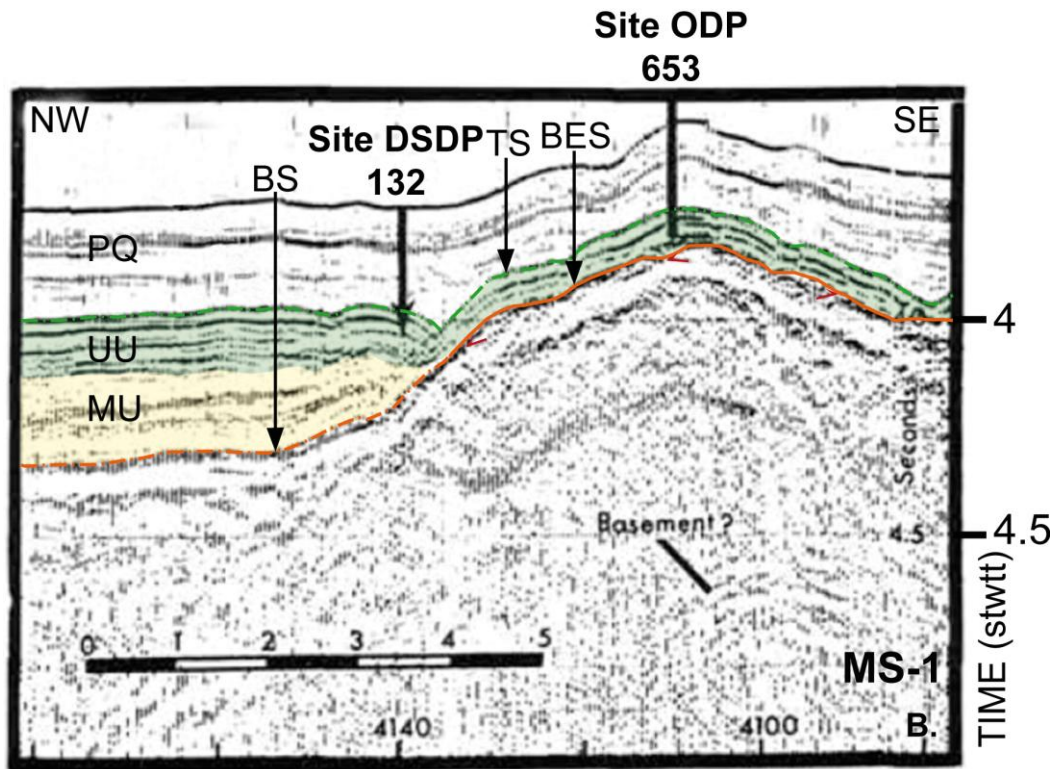 Site ODP
653
NW
SE
Site DSDP
132
TS
BES
BS
PQ
UU
MU
4
Seconds
4.5
4.5
Basement ?
0 1 2 3 4 5
MS-1
TIME (stwtt)
4140
4100
B.